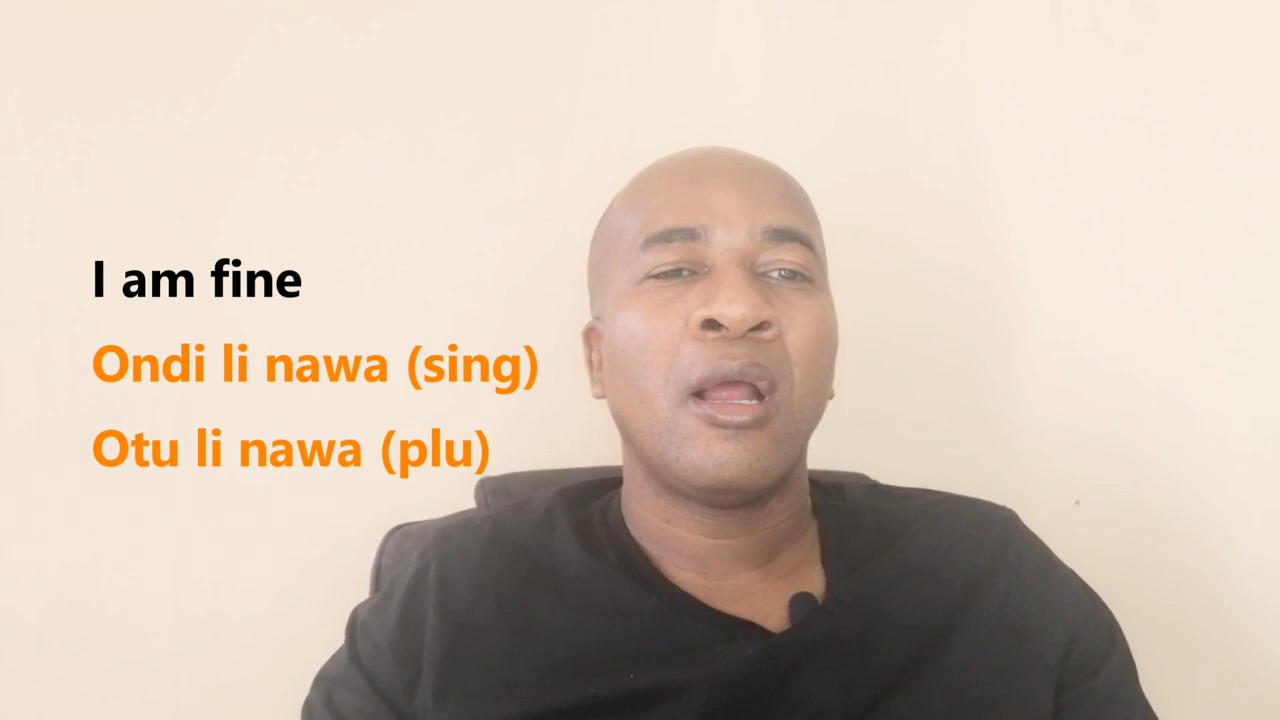 I am fine
Ondi li nawa (sing)
Otu li nawa (plu)